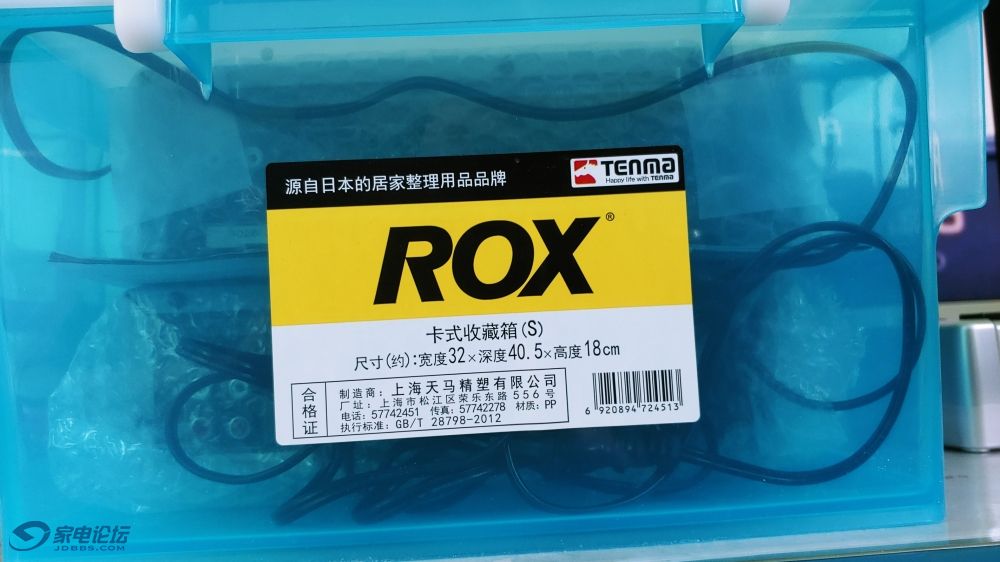 源自日本的居家整理用品品牌
TENMA
Happy life with TENMA
ROX®
卡式收藏箱(S)
尺寸(约):宽度32×深度40.5×高度18cm
合格证
制造商:上海天马精塑有限公司
厂址:上海市松江区荣乐东路556号
电话:57742451 传真:57742278 材质:PP
执行标准:GB/T 28798-2012
6 920894 724513
家电论坛
JDBBS.COM